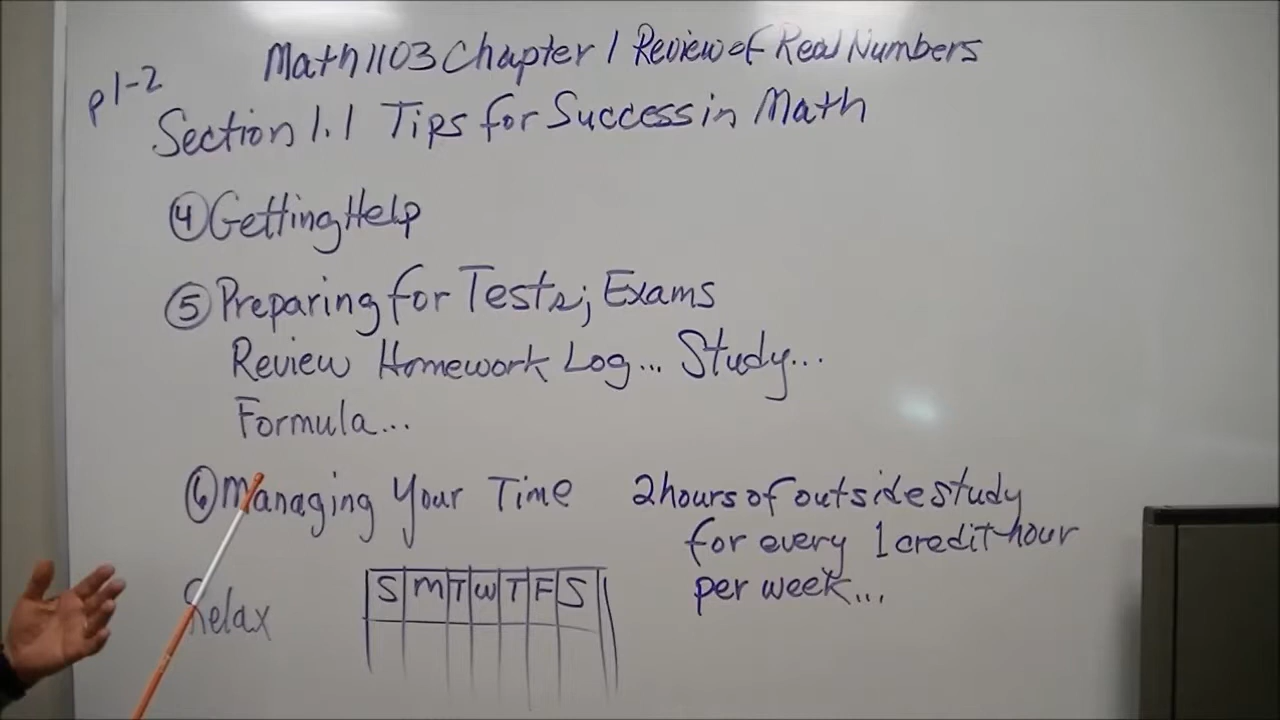 Math 1103 Chapter 1 Review of Real Numbers
p 1-2
Section 1.1 Tips for Success in Math
④ Getting Help
⑤ Preparing for Tests; Exams
Review Homework Log... Study...
Formula...
⑥ Managing Your Time
2 hours of outside study
for every 1 credit-hour
per week...
Relax
S M T W T F S